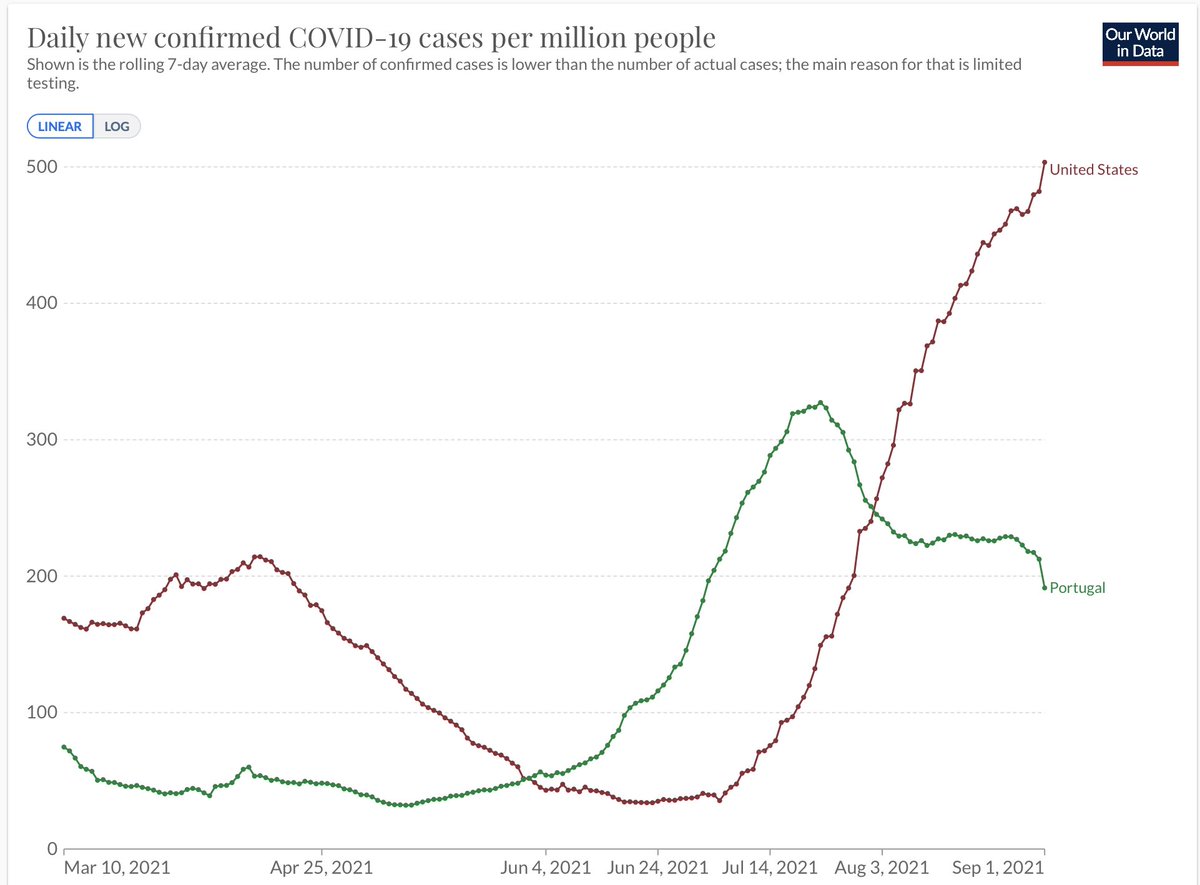 Daily new confirmed COVID-19 cases per million people
Our World
in Data
Shown is the rolling 7-day average. The number of confirmed cases is lower than the number of actual cases; the main reason for that is limited
testing.
LINEAR LOG
500
United States
400
300
200
Portugal
100
0
Mar 10, 2021 Apr 25, 2021 Jun 4, 2021 Jun 24, 2021 Jul 14, 2021 Aug 3, 2021 Sep 1, 2021